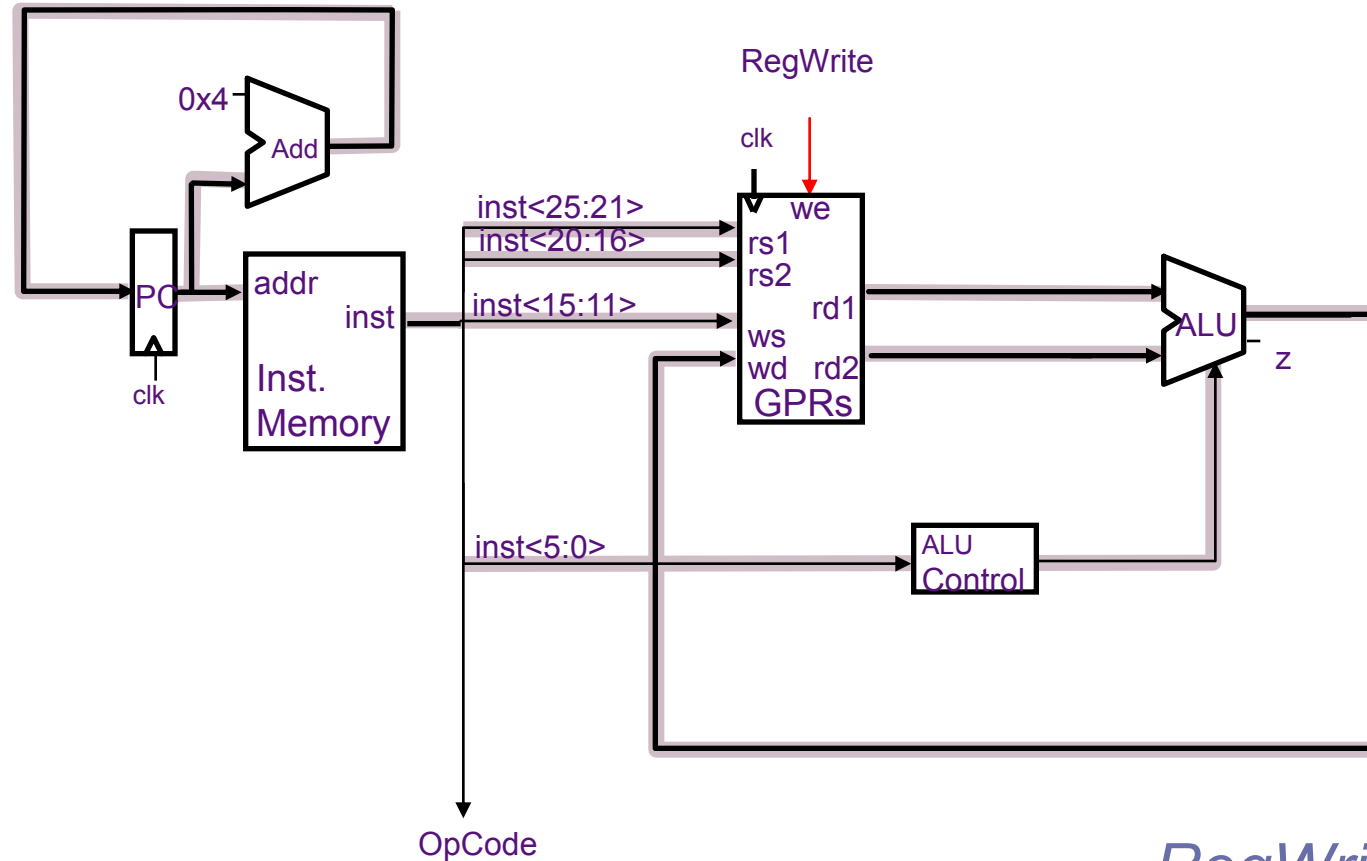 RegWrite
0x4
Add
clk
inst<25:21>
we
inst<20:16>
rs1
rs2
PC
addr
inst
inst<15:11>
rd1
ws
wd
rd2
GPRs
ALU
z
clk
Inst.
Memory
inst<5:0>
ALU
Control
OpCode